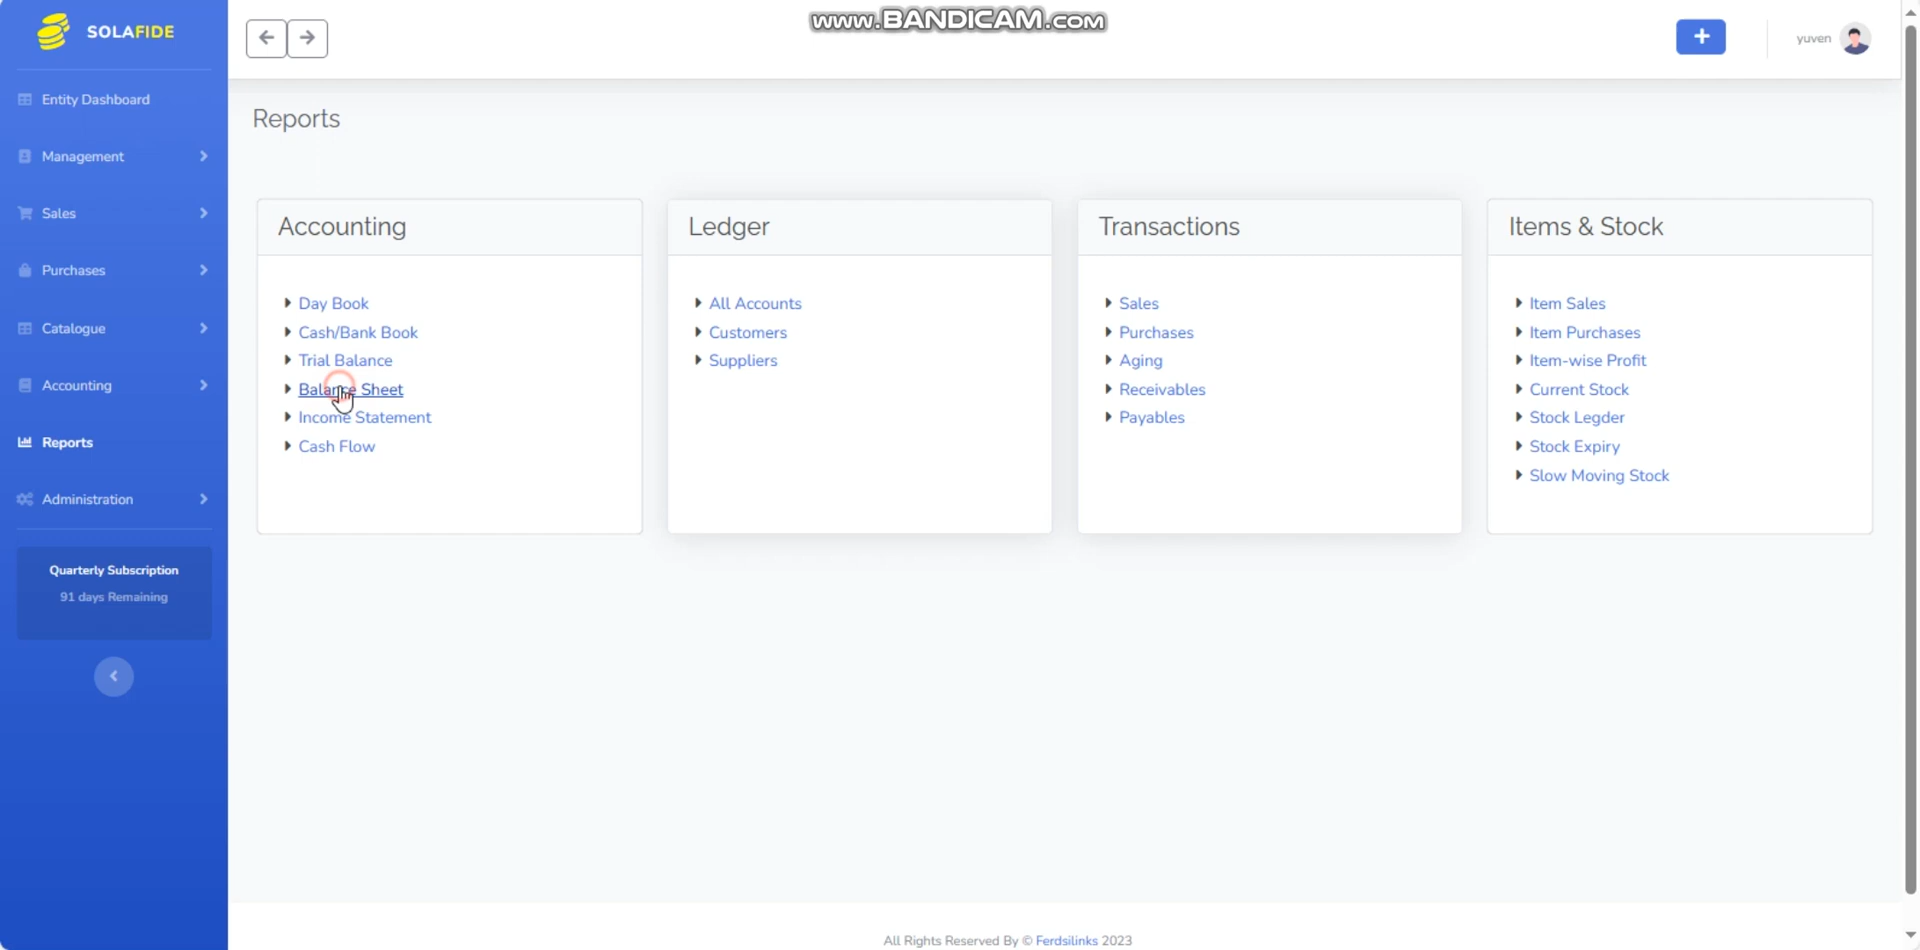 SOLAFIDE
www.BANDICAM.com
+
yuven
Entity Dashboard
Management
Sales
Purchases
Catalogue
Accounting
Reports
Administration
Quarterly Subscription
91 days Remaining
Reports
Accounting
Day Book
Cash/Bank Book
Trial Balance
Balance Sheet
Income Statement
Cash Flow
Ledger
All Accounts
Customers
Suppliers
Transactions
Sales
Purchases
Aging
Receivables
Payables
Items & Stock
Item Sales
Item Purchases
Item-wise Profit
Current Stock
Stock Legder
Stock Expiry
Slow Moving Stock
All Rights Reserved By © Ferdsilinks 2023